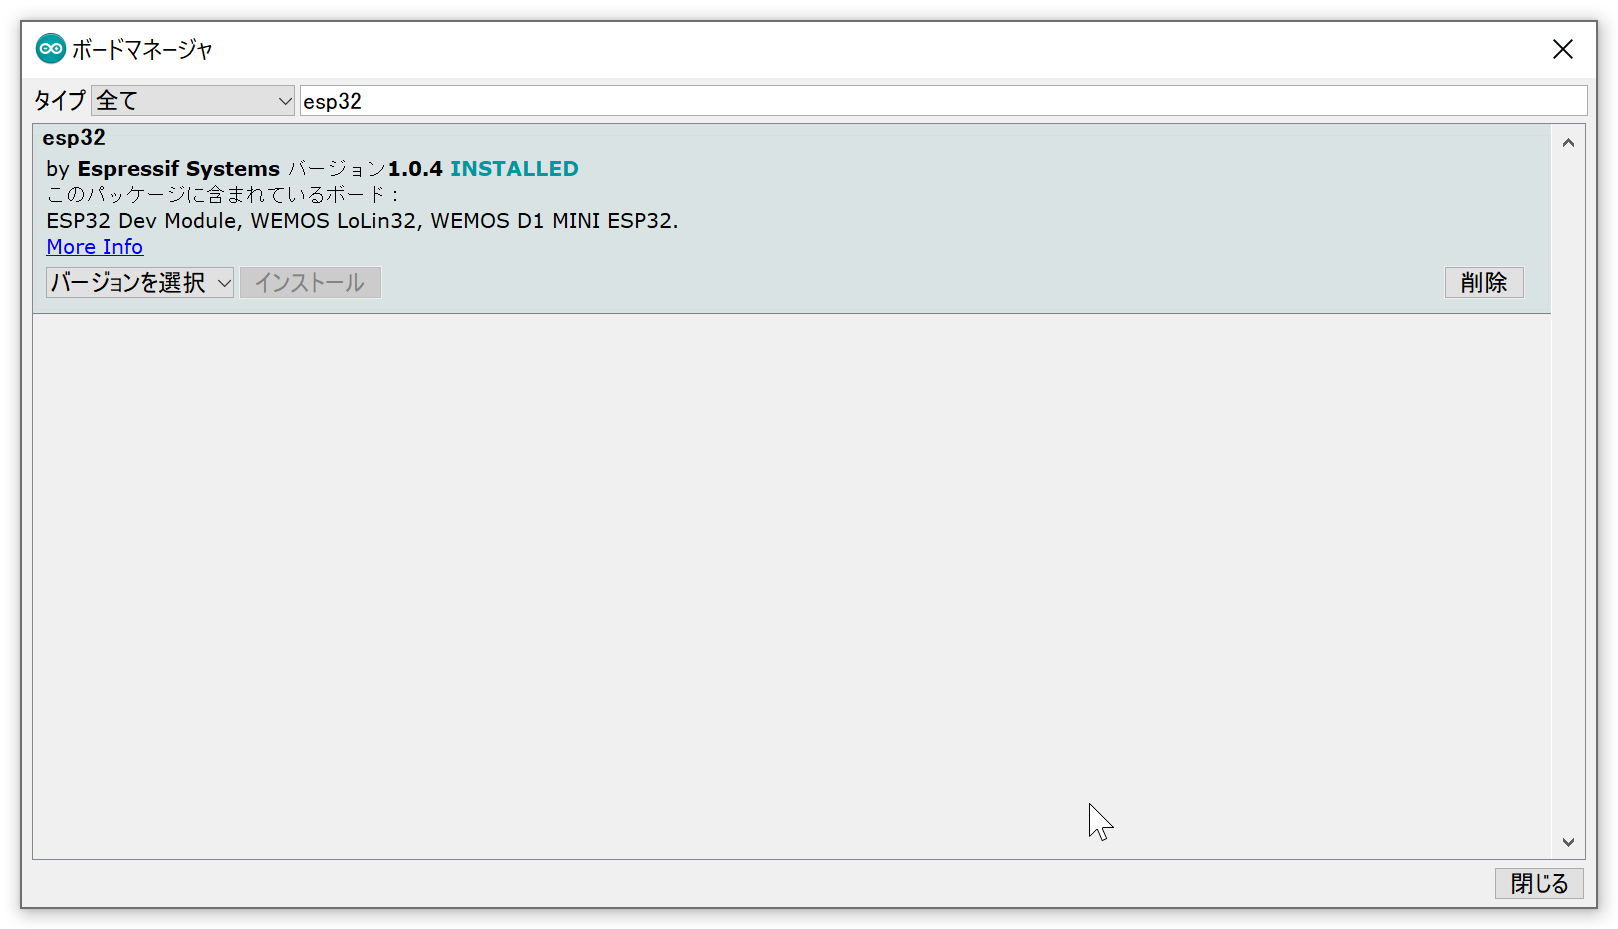 ボードマネージャ
タイプ 全て esp32
esp32
by Espressif Systems バージョン1.0.4 INSTALLED
このパッケージに含まれているボード：
ESP32 Dev Module, WEMOS LoLin32, WEMOS D1 MINI ESP32.
More Info
バージョンを選択 インストール 削除
閉じる